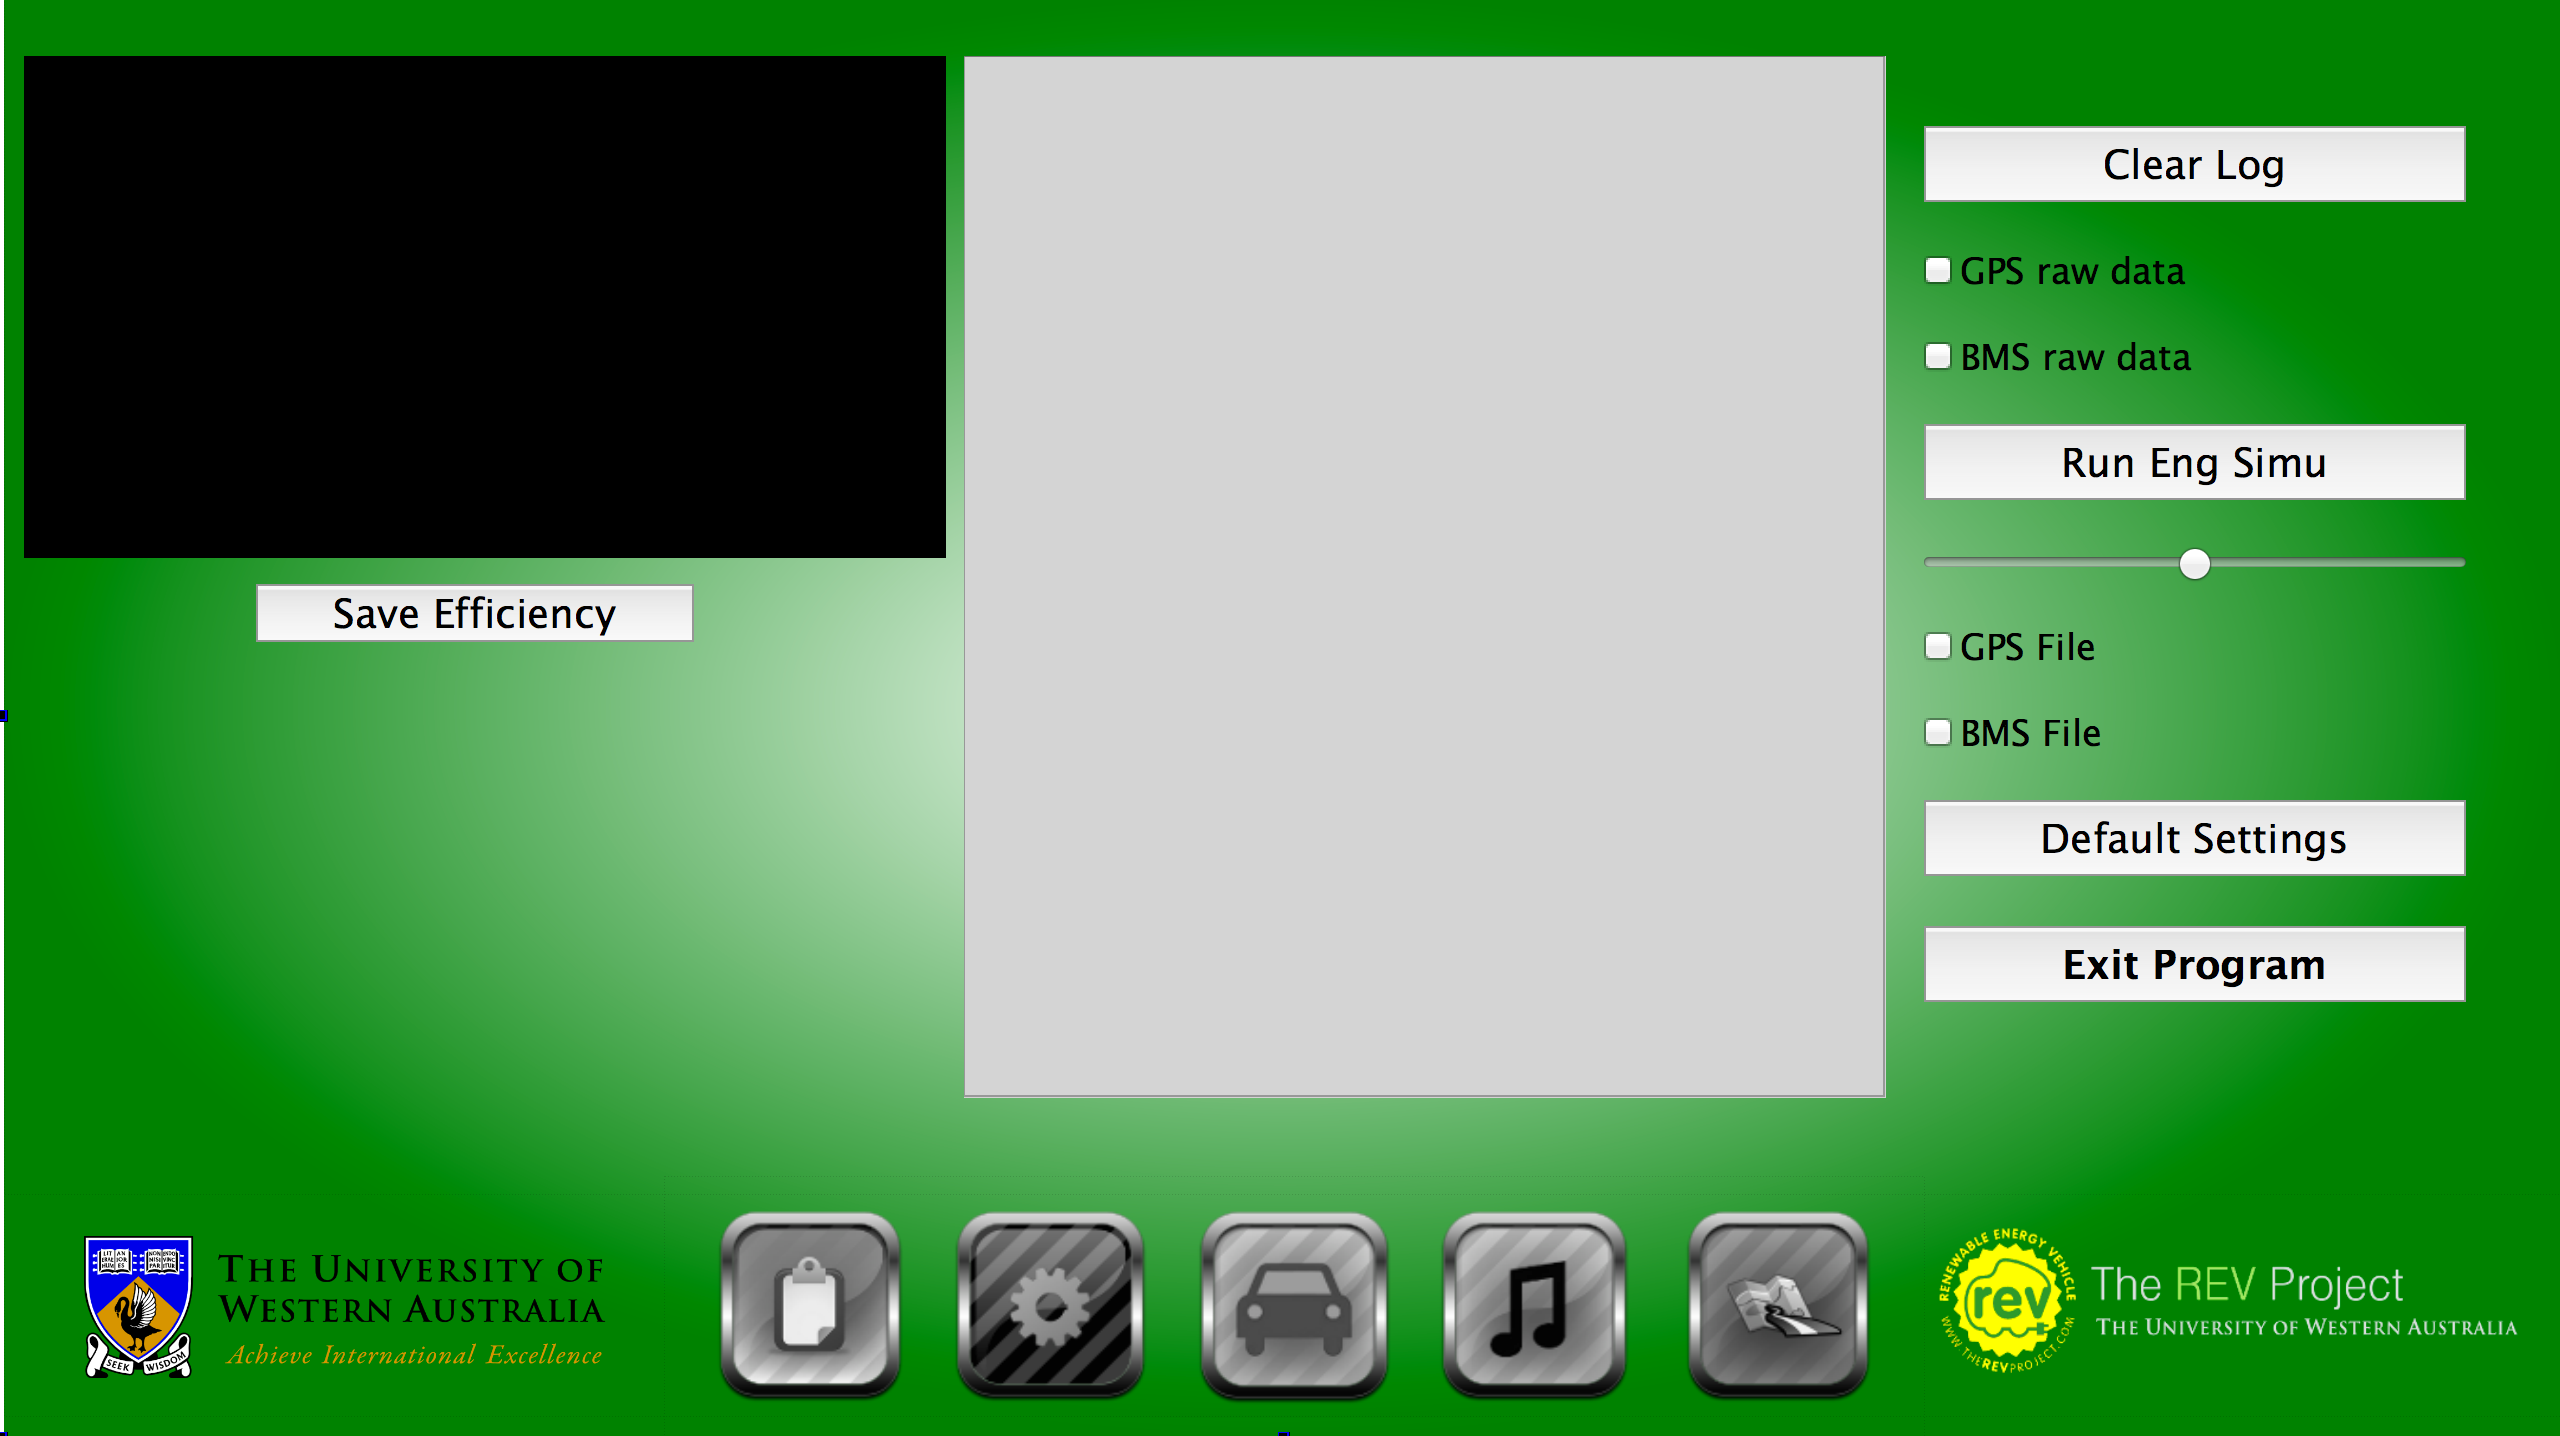 Clear Log
GPS raw data
BMS raw data
Run Eng Simu
Save Efficiency
GPS File
BMS File
Default Settings
Exit Program
THE UNIVERSITY OF
WESTERN AUSTRALIA
Achieve International Excellence
SEEK WISDOM
RENEWABLE ENERGY VEHICLE
rev
WWW.THEREVPROJECT.COM
The REV Project
THE UNIVERSITY OF WESTERN AUSTRALIA